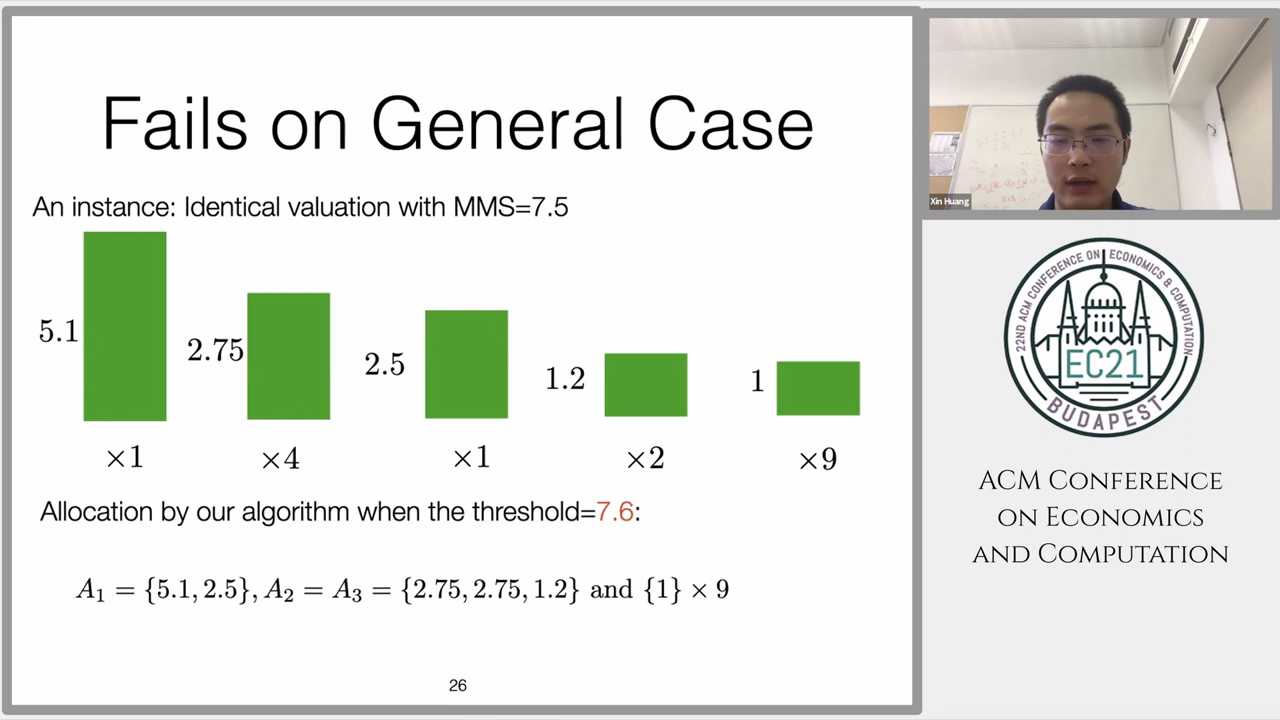 Fails on General Case
An instance: Identical valuation with MMS=7.5
5.1
2.75
2.5
1.2
1
×1
×4
×1
×2
×9
Allocation by our algorithm when the threshold=7.6:
A₁ = {5.1, 2.5}, A₂ = A₃ = {2.75, 2.75, 1.2} and {1} × 9
26
Xin Huang
22ND ACM CONFERENCE ON ECONOMICS & COMPUTATION
EC21
BUDAPEST
ACM Conference
on Economics
and Computation